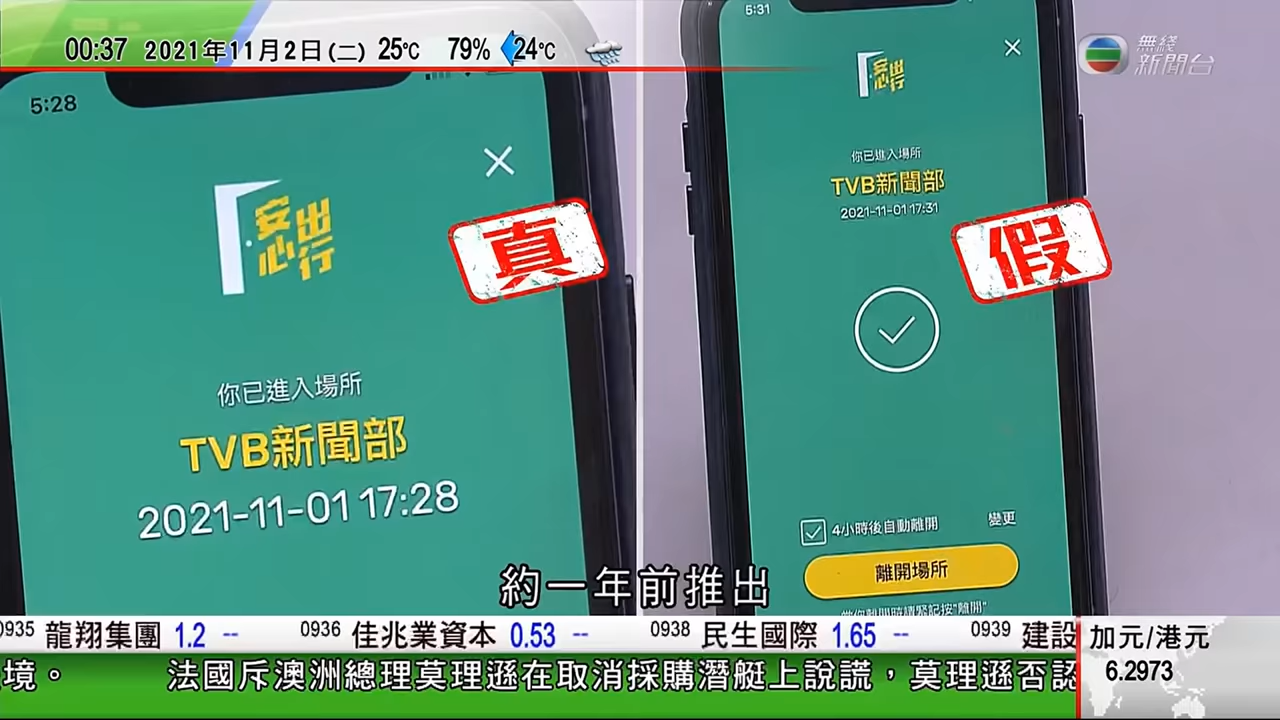 00:37 2021年11月2日(二) 25℃ 79% 24℃
無綫
新聞台
5:28
安心出行
真
你已進入場所
TVB新聞部
2021-11-01 17:28
5:31
安心出行
你已進入場所
TVB新聞部
2021-11-01 17:31
假
4小時後自動離開 變更
離開場所
約一年前推出
0935 龍翔集團 1.2 -- 0936 佳兆業資本 0.53 -- 0938 民生國際 1.65 -- 0939 建設
加元/港元
6.2973
境。 法國斥澳洲總理莫理遜在取消採購潛艇上說謊,莫理遜否認